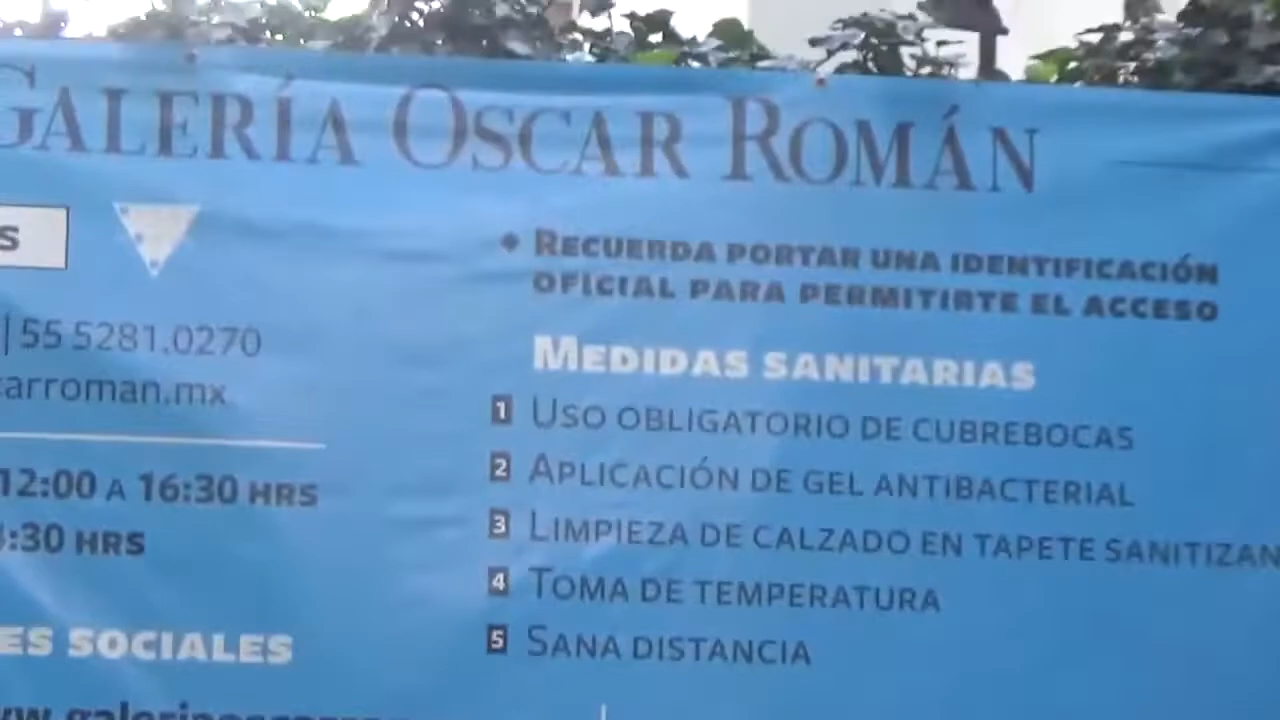 GALERÍA OSCAR ROMÁN
S
| 55 5281.0270
carroman.mx
12:00 A 16:30 HRS
:30 HRS
ES SOCIALES
• RECUERDA PORTAR UNA IDENTIFICACIÓN
OFICIAL PARA PERMITIRTE EL ACCESO
MEDIDAS SANITARIAS
1 USO OBLIGATORIO DE CUBREBOCAS
2 APLICACIÓN DE GEL ANTIBACTERIAL
3 LIMPIEZA DE CALZADO EN TAPETE SANITIZAN
4 TOMA DE TEMPERATURA
5 SANA DISTANCIA